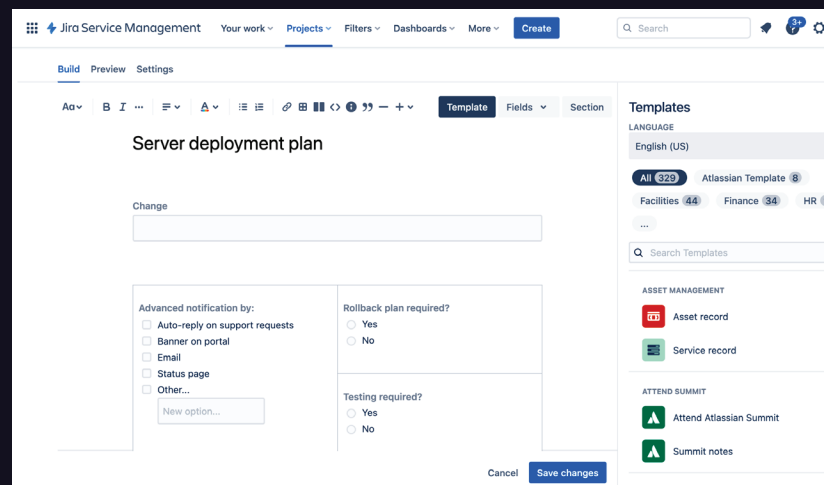 Jira Service Management Your work Projects Filters Dashboards More Create Search 3+
Build Preview Settings
Aa B I ... A Template Fields Section
Server deployment plan
Change
Advanced notification by:
Auto-reply on support requests
Banner on portal
Email
Status page
Other...
New option...
Rollback plan required?
Yes
No
Testing required?
Yes
No
Cancel Save changes
Templates
LANGUAGE
English (US)
All 329 Atlassian Template 8
Facilities 44 Finance 34 HR
...
Search Templates
ASSET MANAGEMENT
Asset record
Service record
ATTEND SUMMIT
Attend Atlassian Summit
Summit notes